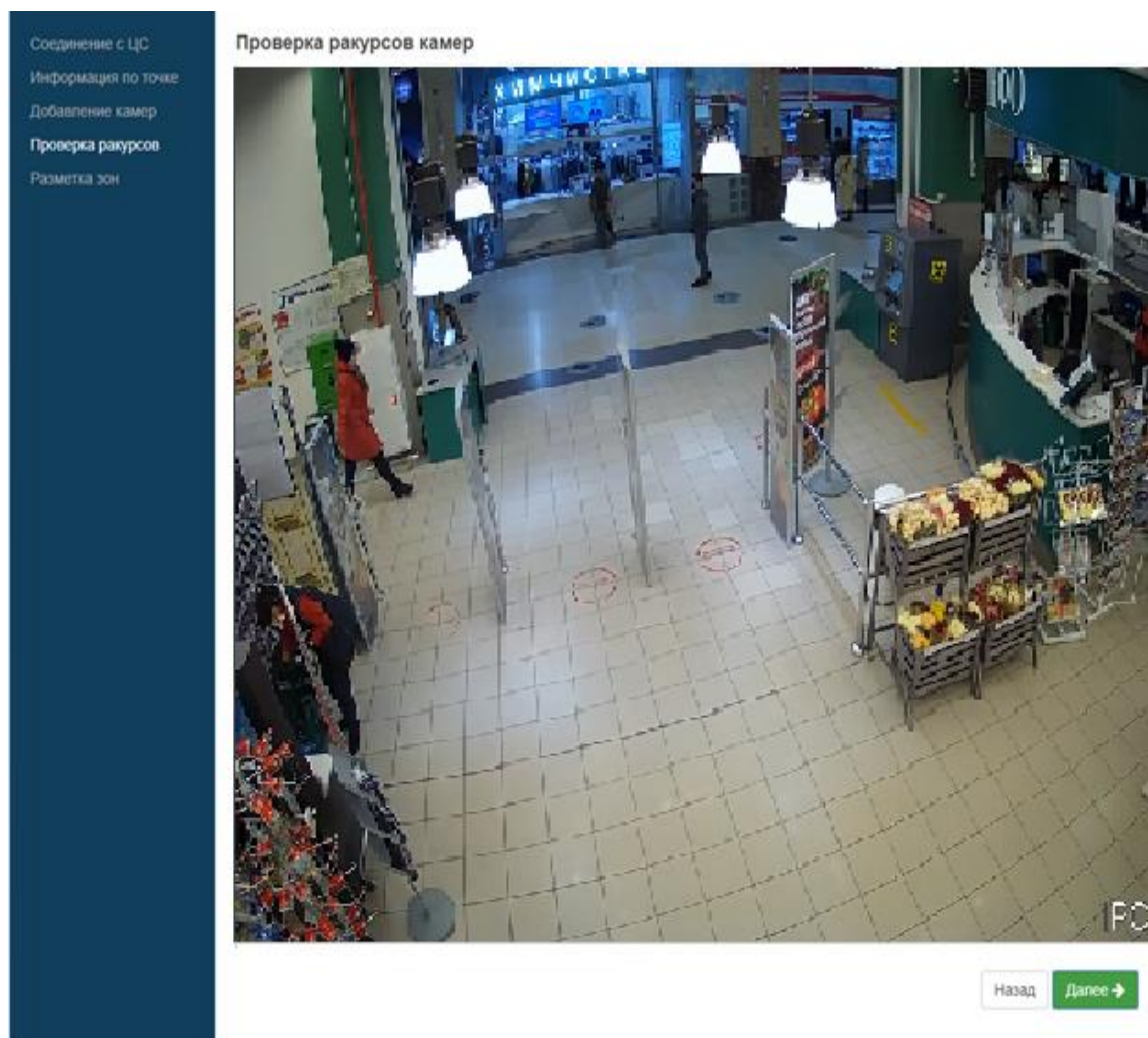 Соединение с ЦС
Информация по точке
Добавление камер
Проверка ракурсов
Разметка зон
Проверка ракурсов камер
ХИМЧИСТКА
Назад
Далее